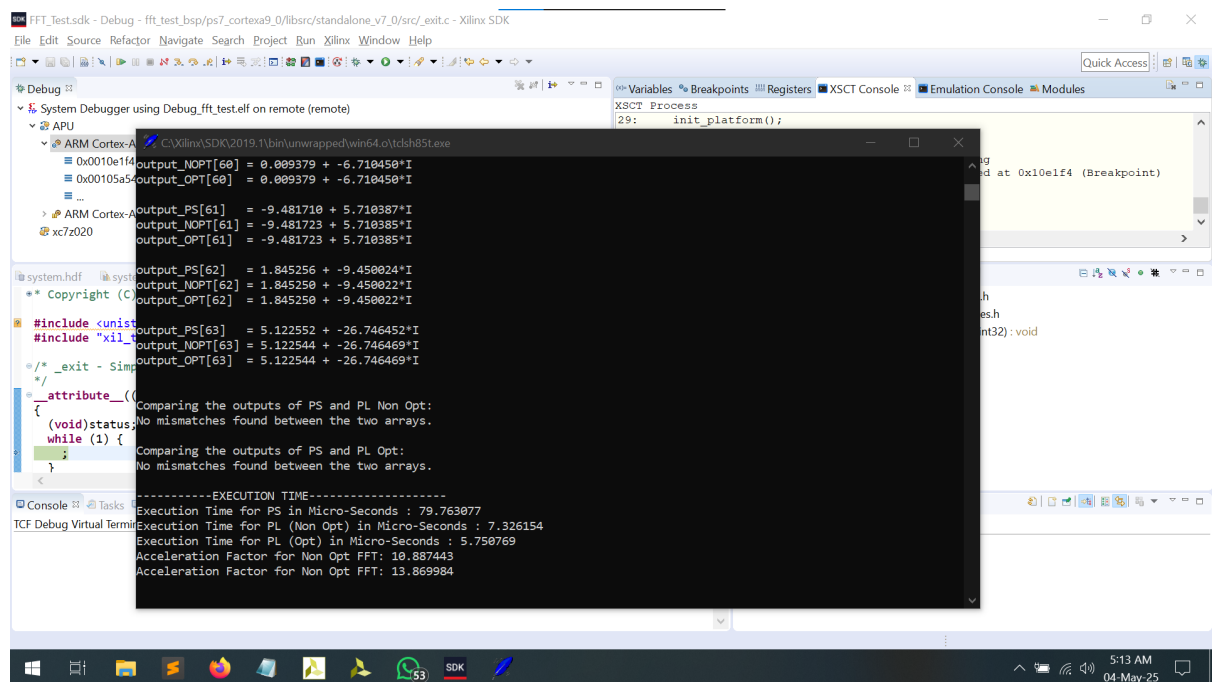 SDK FFT_Test.sdk - Debug - fft_test_bsp/ps7_cortexa9_0/libsrc/standalone_v7_0/src/_exit.c - Xilinx SDK
File Edit Source Refactor Navigate Search Project Run Xilinx Window Help
Quick Access
Debug
System Debugger using Debug_fft_test.elf on remote (remote)
APU
ARM Cortex-A
0x0010e1f4
0x00105a54
...
ARM Cortex-A
xc7z020
Variables Breakpoints Registers XSCT Console Emulation Console Modules
XSCT Process
29: init_platform();
ng
ed at 0x10e1f4 (Breakpoint)
C:\Xilinx\SDK\2019.1\bin\unwrapped\win64.o\tclsh85t.exe
output_NOPT[60] = 0.009379 + -6.710450*I
output_OPT[60] = 0.009379 + -6.710450*I
output_PS[61] = -9.481710 + 5.710387*I
output_NOPT[61] = -9.481723 + 5.710385*I
output_OPT[61] = -9.481723 + 5.710385*I
output_PS[62] = 1.845256 + -9.450024*I
output_NOPT[62] = 1.845250 + -9.450022*I
output_OPT[62] = 1.845250 + -9.450022*I
output_PS[63] = 5.122552 + -26.746452*I
output_NOPT[63] = 5.122544 + -26.746469*I
output_OPT[63] = 5.122544 + -26.746469*I
Comparing the outputs of PS and PL Non Opt:
No mismatches found between the two arrays.
Comparing the outputs of PS and PL Opt:
No mismatches found between the two arrays.
-----------EXECUTION TIME--------------------
Execution Time for PS in Micro-Seconds : 79.763077
Execution Time for PL (Non Opt) in Micro-Seconds : 7.326154
Execution Time for PL (Opt) in Micro-Seconds : 5.750769
Acceleration Factor for Non Opt FFT: 10.887443
Acceleration Factor for Non Opt FFT: 13.869984
system.hdf syste
* Copyright (C)
#include <unist
#include "xil_t
/* _exit - Simp
*/
__attribute__((
{
(void)status;
while (1) {
;
}
.h
es.h
nt32) : void
Console Tasks
TCF Debug Virtual Termin
53
SDK
5:13 AM
04-May-25